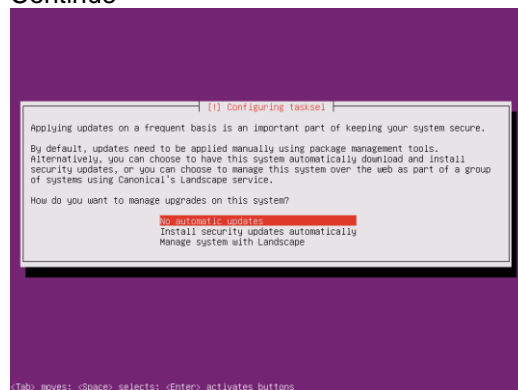 Continue
[!] Configuring tasksel
Applying updates on a frequent basis is an important part of keeping your system secure.
By default, updates need to be applied manually using package management tools.
Alternatively, you can choose to have this system automatically download and install
security updates, or you can choose to manage this system over the web as part of a group
of systems using Canonical's Landscape service.
How do you want to manage upgrades on this system?
No automatic updates
Install security updates automatically
Manage system with Landscape
<Tab> moves; <Space> selects; <Enter> activates buttons